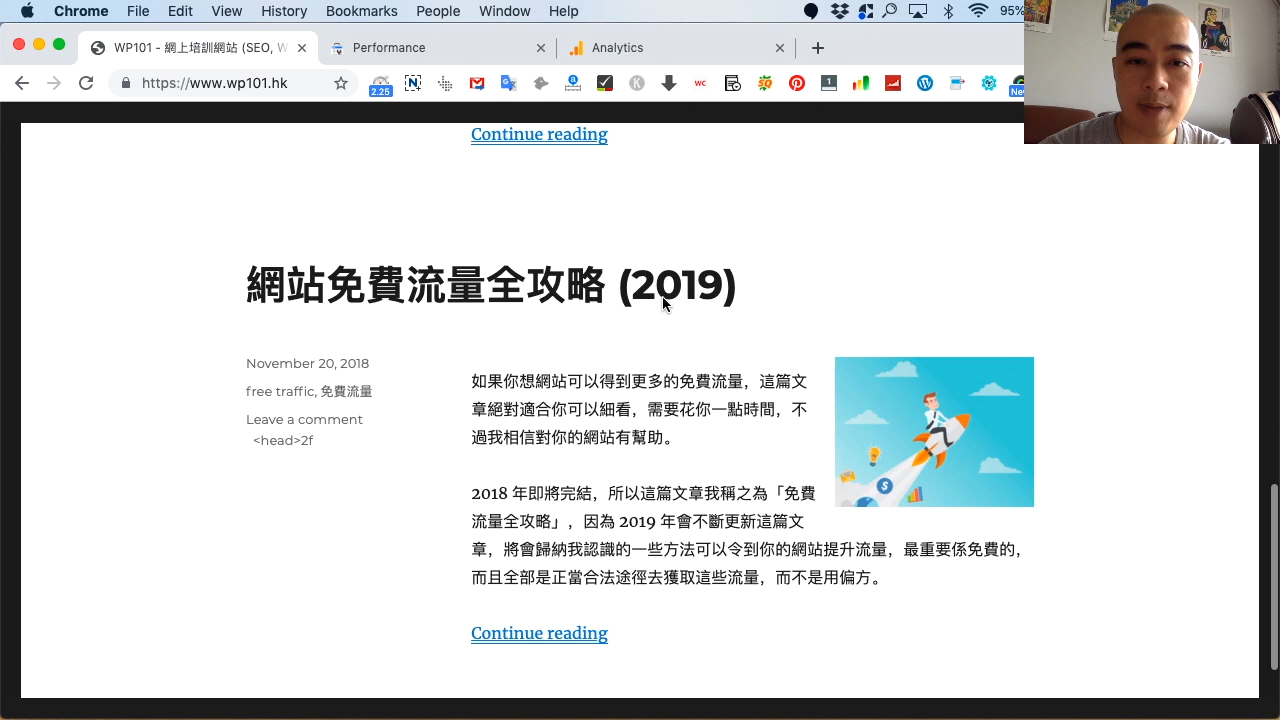 Chrome File Edit View History Bookmarks People Window Help 95%
WP101 - 網上培訓網站 (SEO, W
Performance
Analytics
https://www.wp101.hk
2.25
Continue reading
網站免費流量全攻略 (2019)
November 20, 2018
free traffic, 免費流量
Leave a comment
<head>2f
如果你想網站可以得到更多的免費流量，這篇文
章絕對適合你可以細看，需要花你一點時間，不
過我相信對你的網站有幫助。
2018 年即將完結，所以這篇文章我稱之為「免費
流量全攻略」，因為 2019 年會不斷更新這篇文
章，將會歸納我認識的一些方法可以令到你的網站提升流量，最重要係免費的，
而且全部是正當合法途徑去獲取這些流量，而不是用偏方。
Continue reading